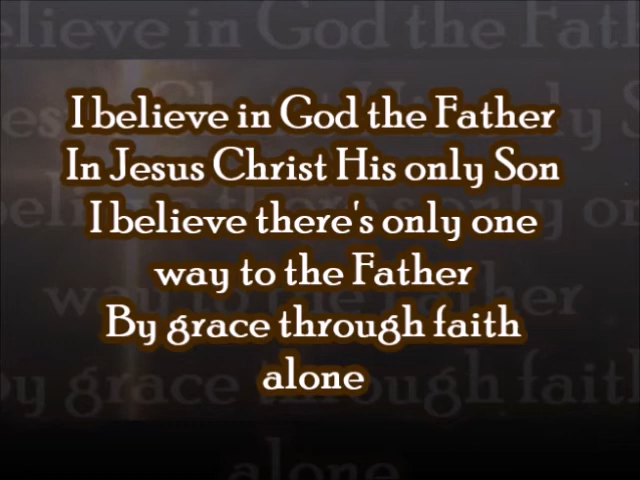 I believe in God the Father
In Jesus Christ His only Son
I believe there's only one
way to the Father
By grace through faith
alone